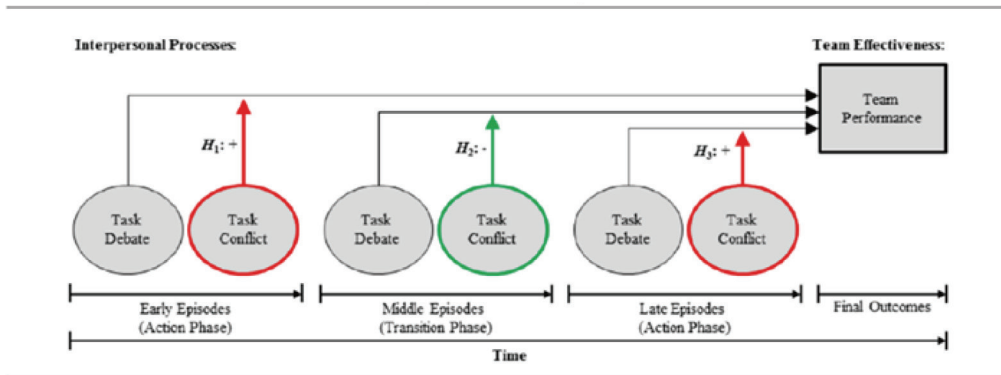 Interpersonal Processes:
Team Effectiveness:
Team
Performance
H1: +
H2: -
H3: +
Task
Debate
Task
Conflict
Task
Debate
Task
Conflict
Task
Debate
Task
Conflict
Early Episodes
(Action Phase)
Middle Episodes
(Transition Phase)
Late Episodes
(Action Phase)
Final Outcomes
Time